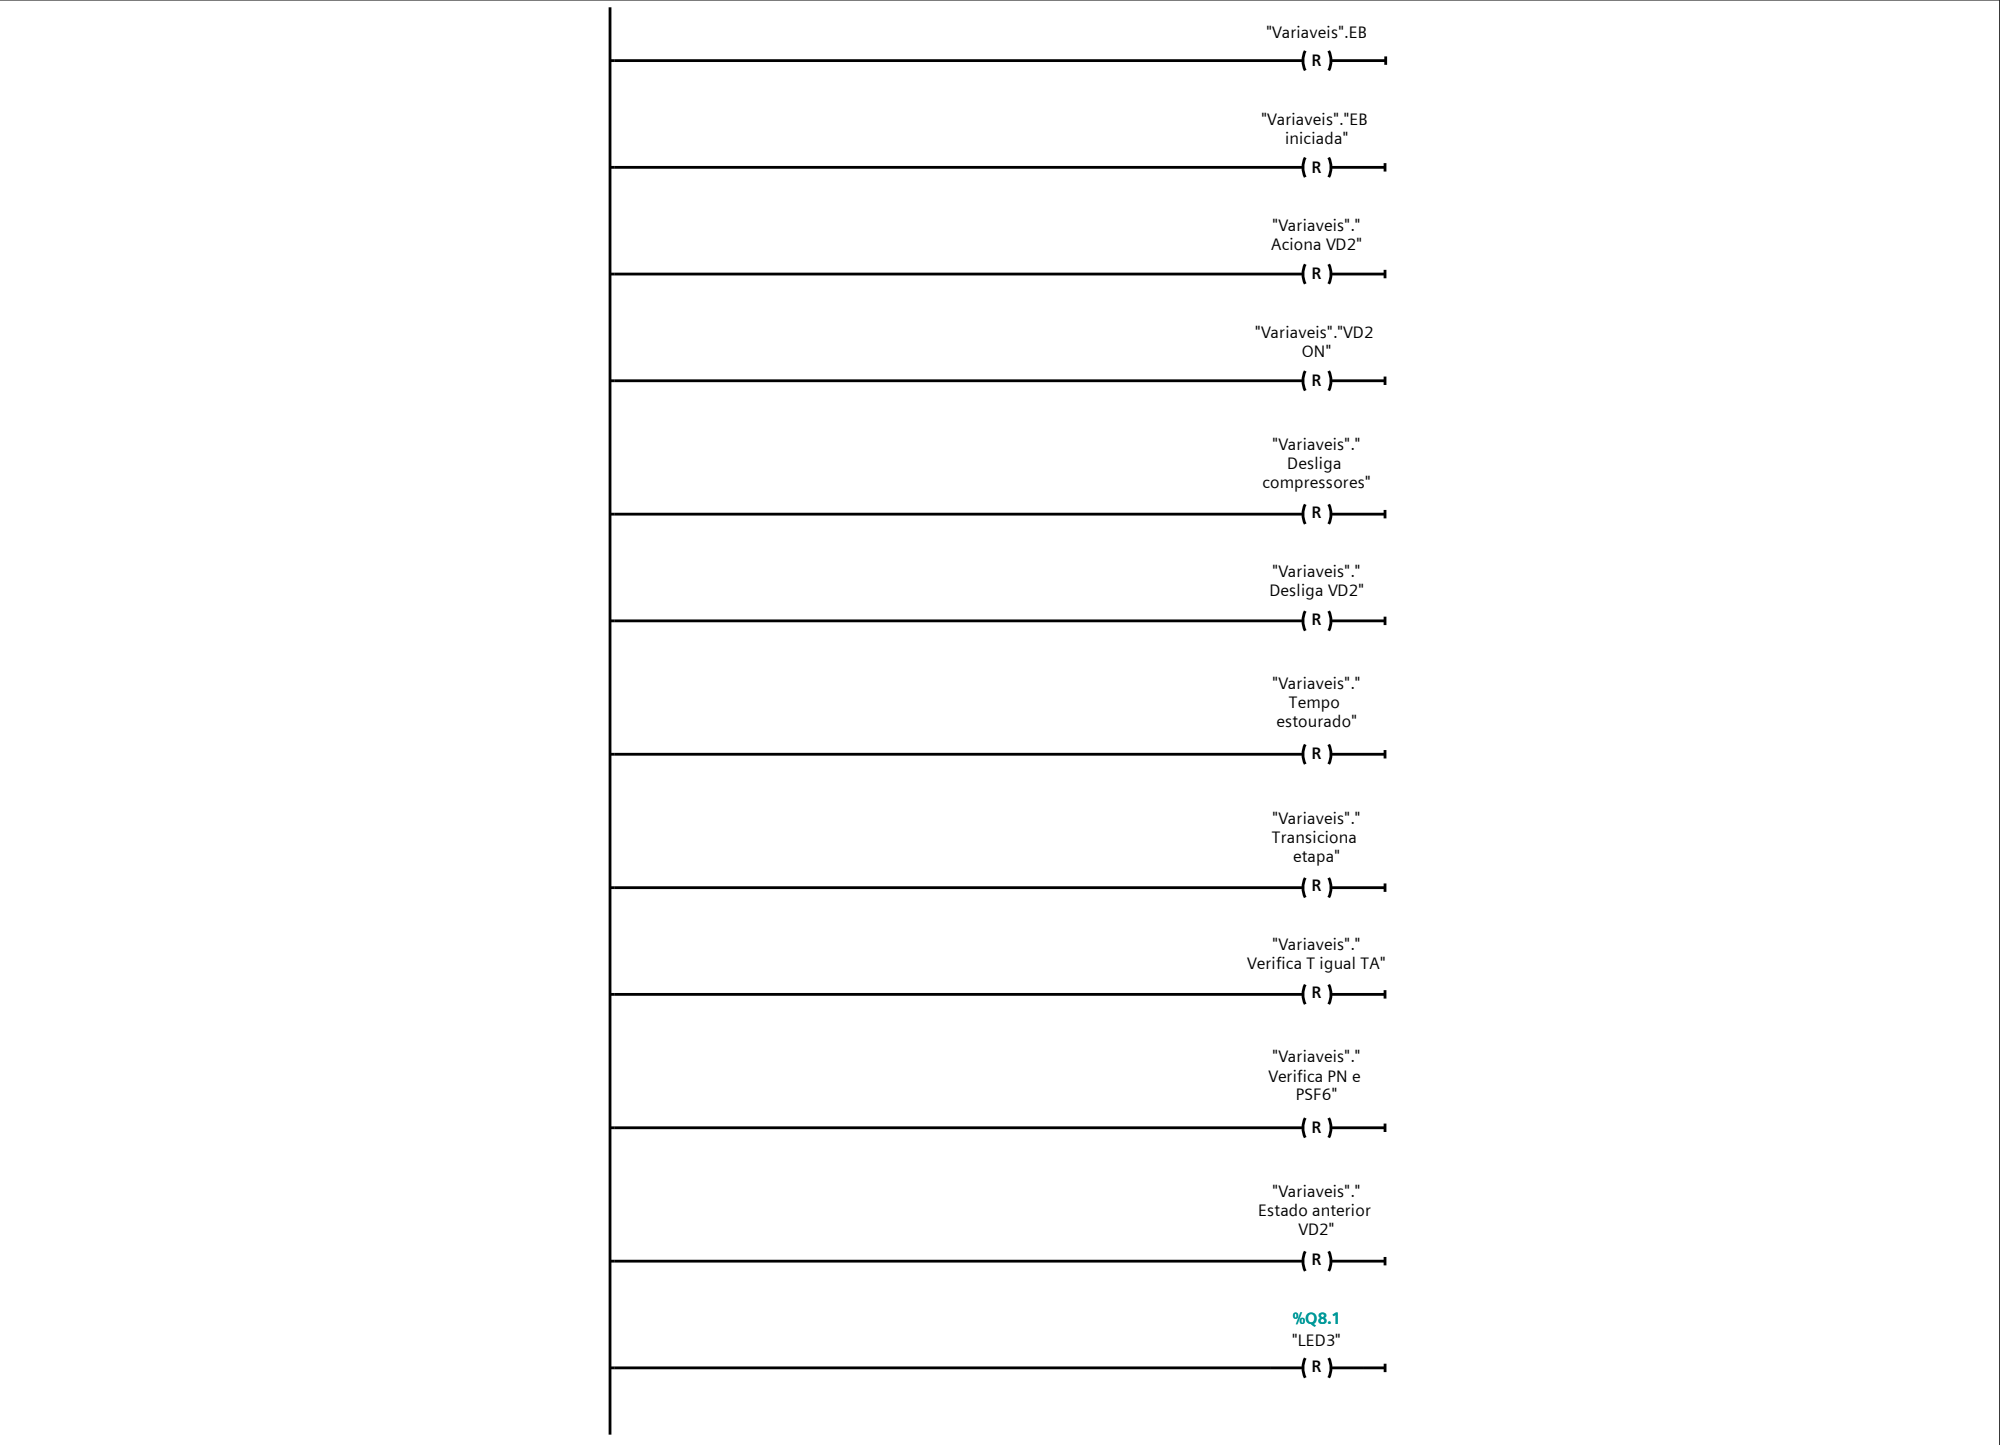 "Variaveis".EB
( R )
"Variaveis"."EB
iniciada"
( R )
"Variaveis"."
Aciona VD2"
( R )
"Variaveis"."VD2
ON"
( R )
"Variaveis"."
Desliga
compressores"
( R )
"Variaveis"."
Desliga VD2"
( R )
"Variaveis"."
Tempo
estourado"
( R )
"Variaveis"."
Transiciona
etapa"
( R )
"Variaveis"."
Verifica T igual TA"
( R )
"Variaveis"."
Verifica PN e
PSF6"
( R )
"Variaveis"."
Estado anterior
VD2"
( R )
%Q8.1
"LED3"
( R )